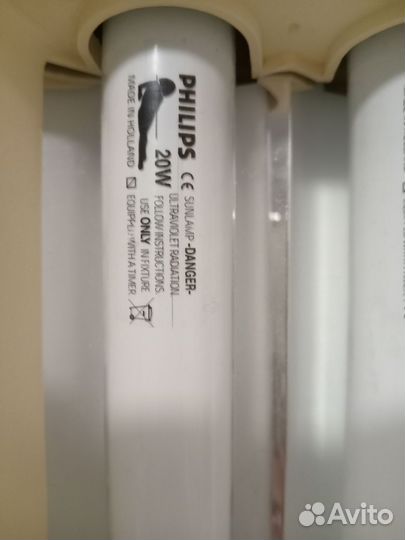 PHILIPS CE SUNLAMP -DANGER-
ULTRAVIOLET RADIATION.
20W FOLLOW INSTRUCTIONS.
USE ONLY IN FIXTURE
MADE IN HOLLAND EQUIPPED WITH A TIMER
Avito